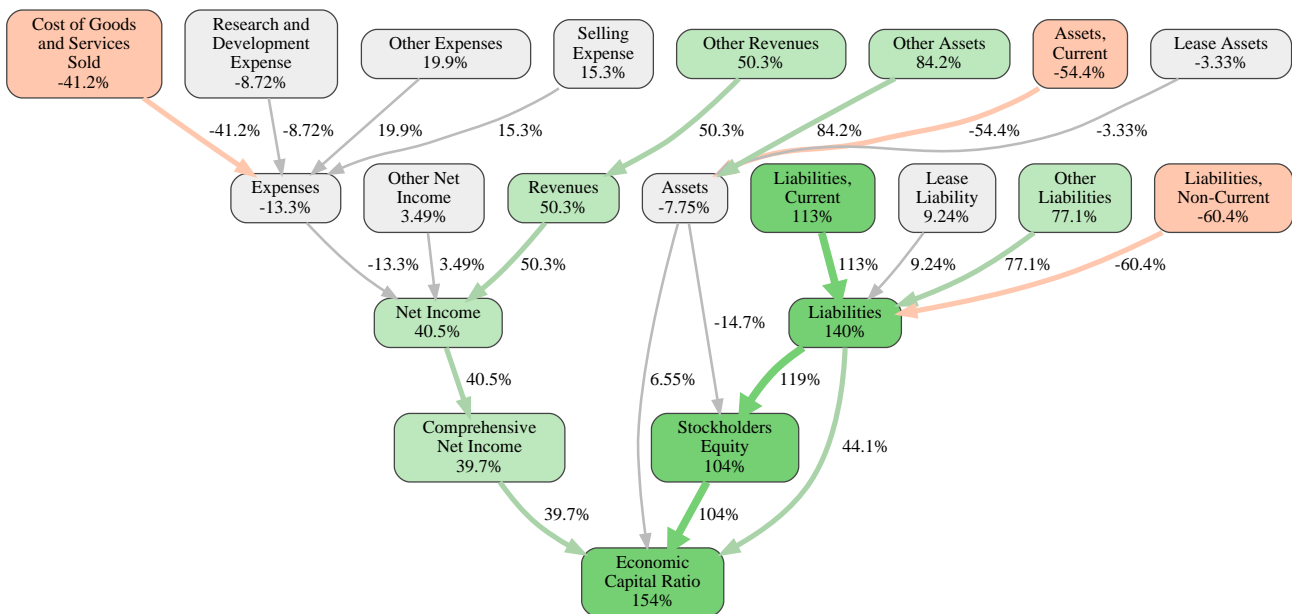 Cost of Goods
and Services
Sold
-41.2%
Research and
Development
Expense
-8.72%
Other Expenses
19.9%
Selling
Expense
15.3%
Other Revenues
50.3%
Other Assets
84.2%
Assets,
Current
-54.4%
Lease Assets
-3.33%
-41.2%
-8.72%
19.9%
15.3%
50.3%
84.2%
-54.4%
-3.33%
Expenses
-13.3%
Other Net
Income
3.49%
Revenues
50.3%
Assets
-7.75%
Liabilities,
Current
113%
Lease
Liability
9.24%
Other
Liabilities
77.1%
Liabilities,
Non-Current
-60.4%
-13.3%
3.49%
50.3%
113%
9.24%
77.1%
-60.4%
Net Income
40.5%
-14.7%
Liabilities
140%
40.5%
6.55%
119%
Comprehensive
Net Income
39.7%
Stockholders
Equity
104%
44.1%
39.7%
104%
Economic
Capital Ratio
154%